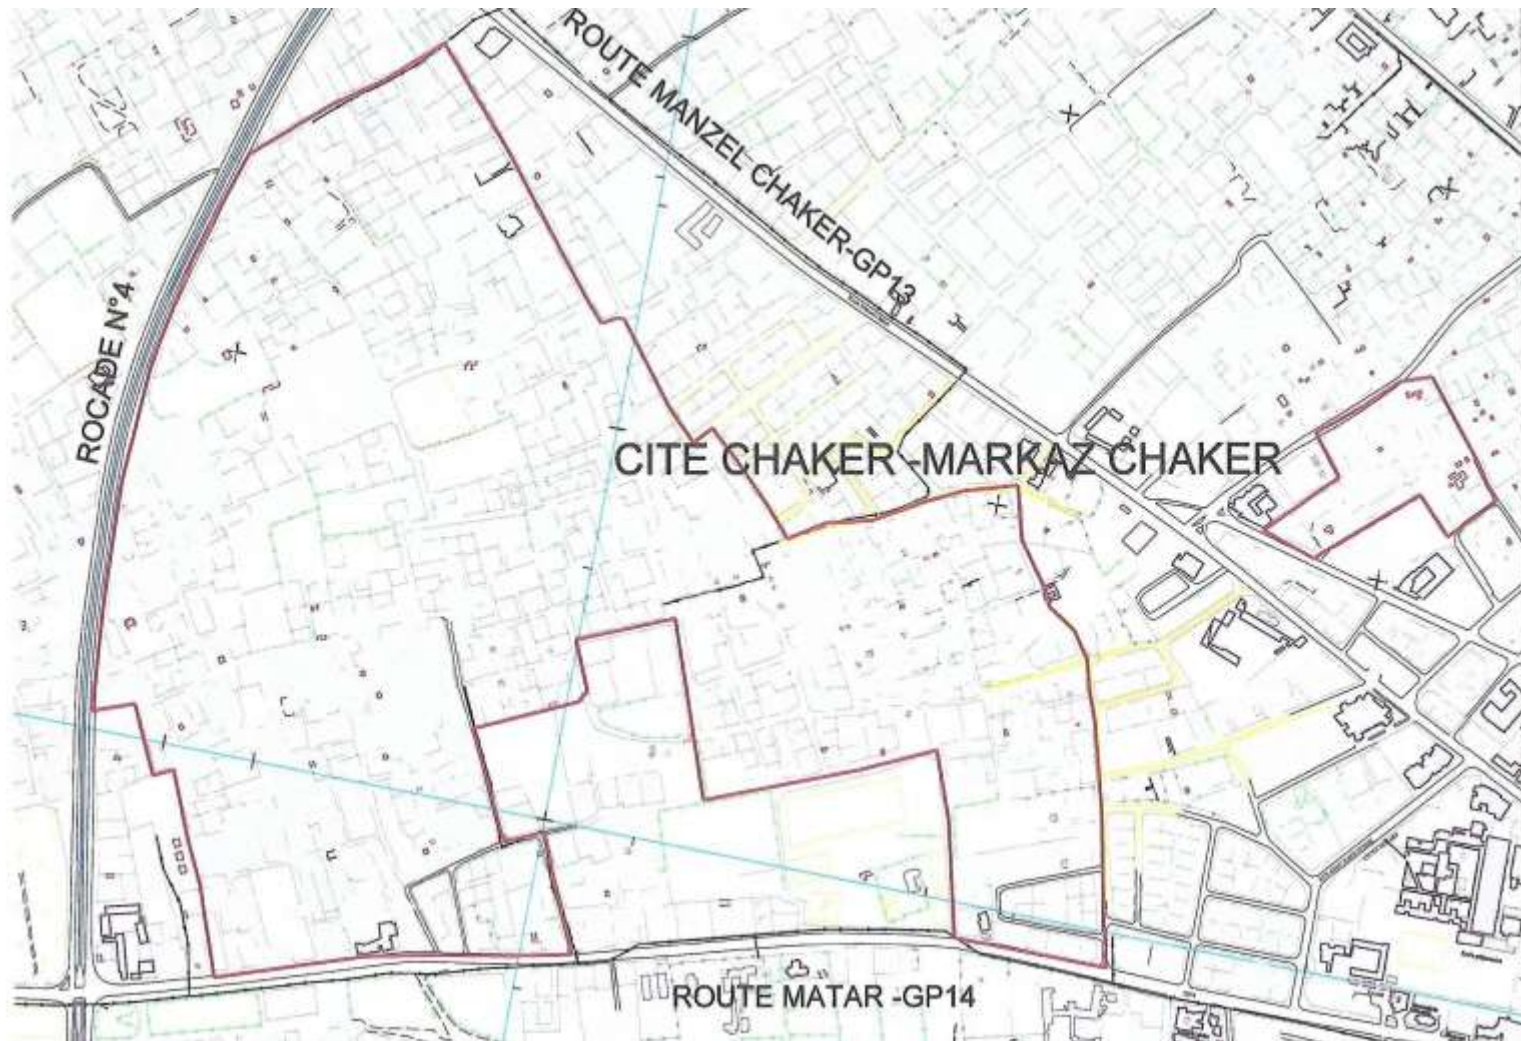 ROUTE MANZEL CHAKER-GP13
ROCADE N°4
CITE CHAKER -MARKAZ CHAKER
ROUTE MATAR -GP14